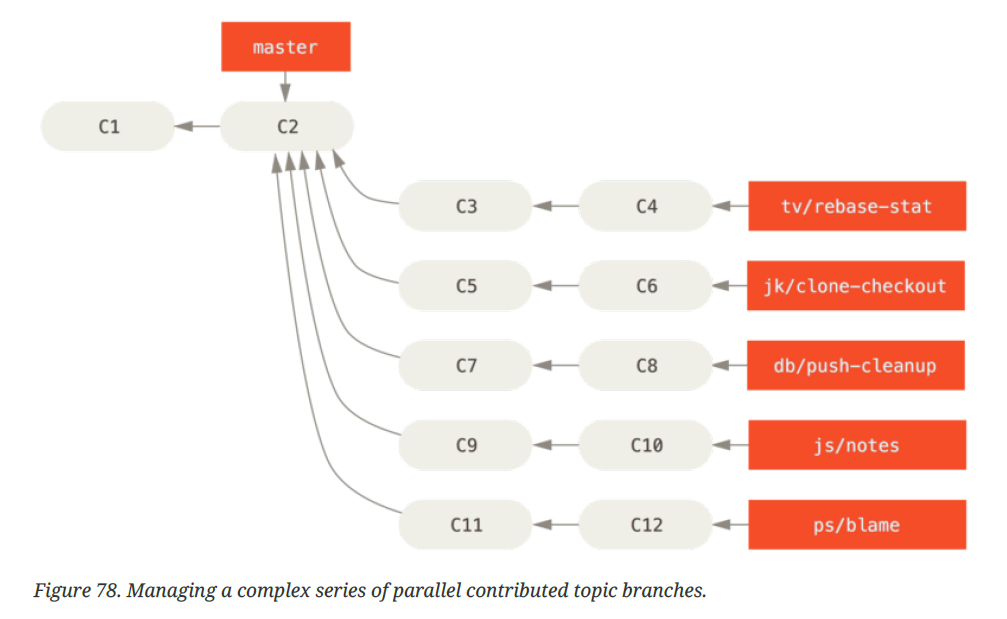 master
C1
C2
C3
C4
tv/rebase-stat
C5
C6
jk/clone-checkout
C7
C8
db/push-cleanup
C9
C10
js/notes
C11
C12
ps/blame
Figure 78. Managing a complex series of parallel contributed topic branches.